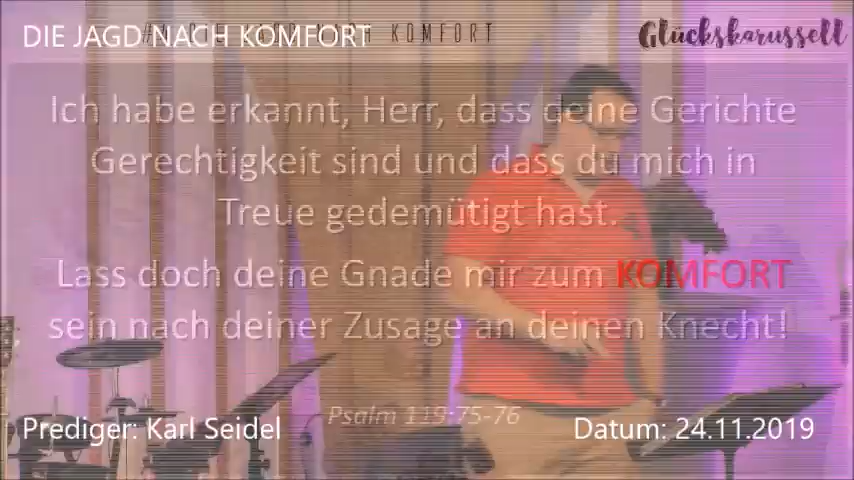 DIE JAGD NACH KOMFORT
NACH KOMFORT
Glückskarussell
Ich habe erkannt, Herr, dass deine Gerichte
Gerechtigkeit sind und dass du mich in
Treue gedemütigt hast.
Lass doch deine Gnade mir zum KOMFORT
sein nach deiner Zusage an deinen Knecht!
Psalm 119:75-76
Prediger: Karl Seidel
Datum: 24.11.2019